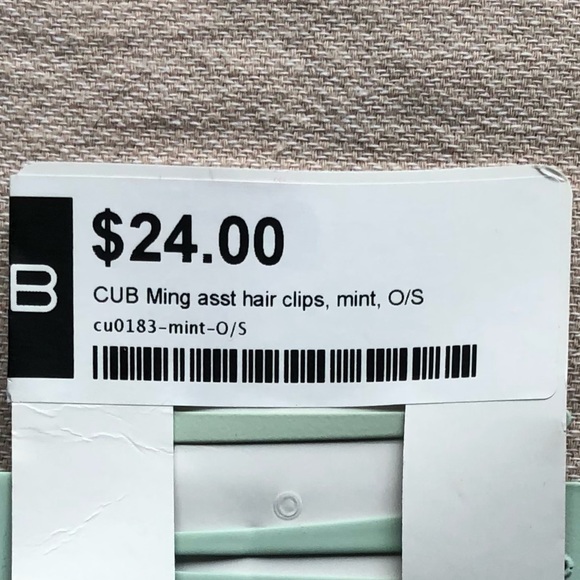 B
$24.00
CUB Ming asst hair clips, mint, O/S
cu0183-mint-O/S